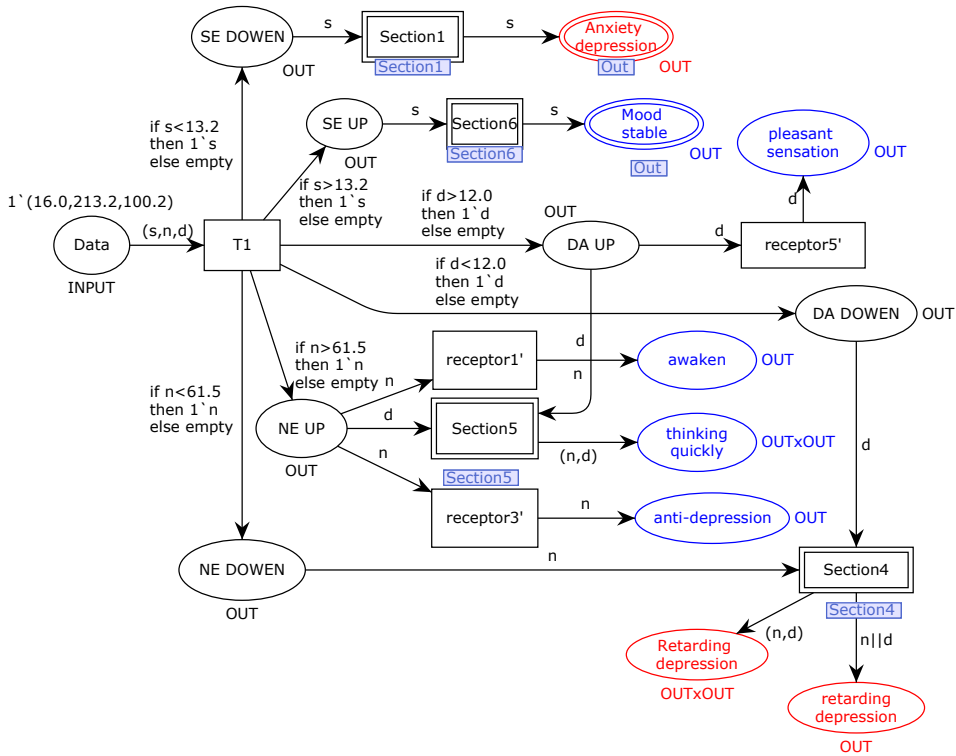 SE DOWEN
s
Section1
s
Anxiety
depression
OUT
Section1
Out
OUT
if s<13.2
then 1`s
else empty
SE UP
s
Section6
s
Mood
stable
OUT
Section6
Out
OUT
pleasant
sensation
OUT
if s>13.2
then 1`s
else empty
1`(16.0,213.2,100.2)
Data
(s,n,d)
T1
INPUT
if d>12.0
then 1`d
else empty
OUT
DA UP
d
receptor5'
d
if d<12.0
then 1`d
else empty
DA DOWEN
OUT
if n>61.5
then 1`n
else empty
n
receptor1'
d
n
awaken
OUT
if n<61.5
then 1`n
else empty
NE UP
OUT
d
Section5
(n,d)
thinking
quickly
OUTxOUT
d
n
Section5
receptor3'
n
anti-depression
OUT
NE DOWEN
OUT
n
Section4
Section4
(n,d)
n||d
Retarding
depression
OUTxOUT
retarding
depression
OUT